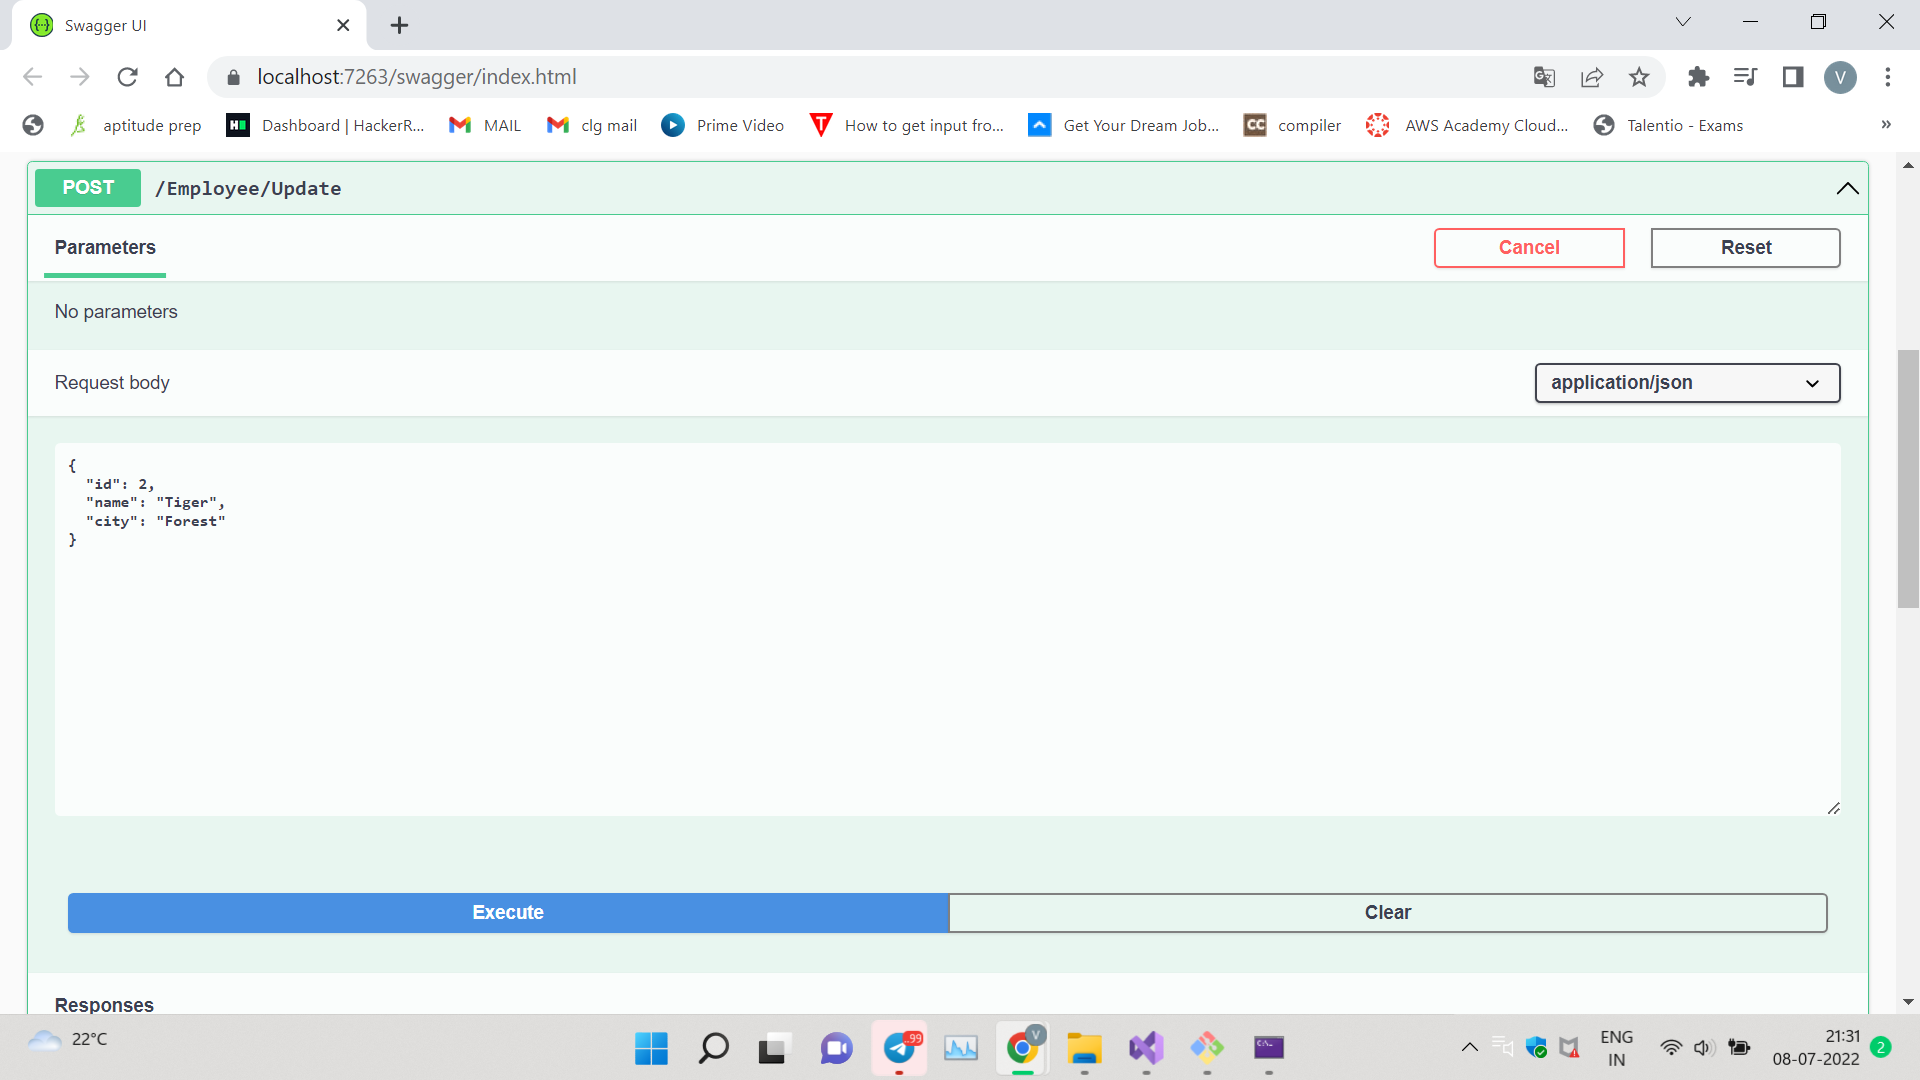 Swagger UI
localhost:7263/swagger/index.html
V
aptitude prep
Dashboard | HackerR...
MAIL
clg mail
Prime Video
How to get input fro...
Get Your Dream Job...
CC
compiler
AWS Academy Cloud...
Talentio - Exams
»
POST /Employee/Update
Parameters
Cancel
Reset
No parameters
Request body
application/json
{
"id": 2,
"name": "Tiger",
"city": "Forest"
}
Execute
Clear
Responses
22°C
..99
V
ENG
IN
21:31
08-07-2022
2